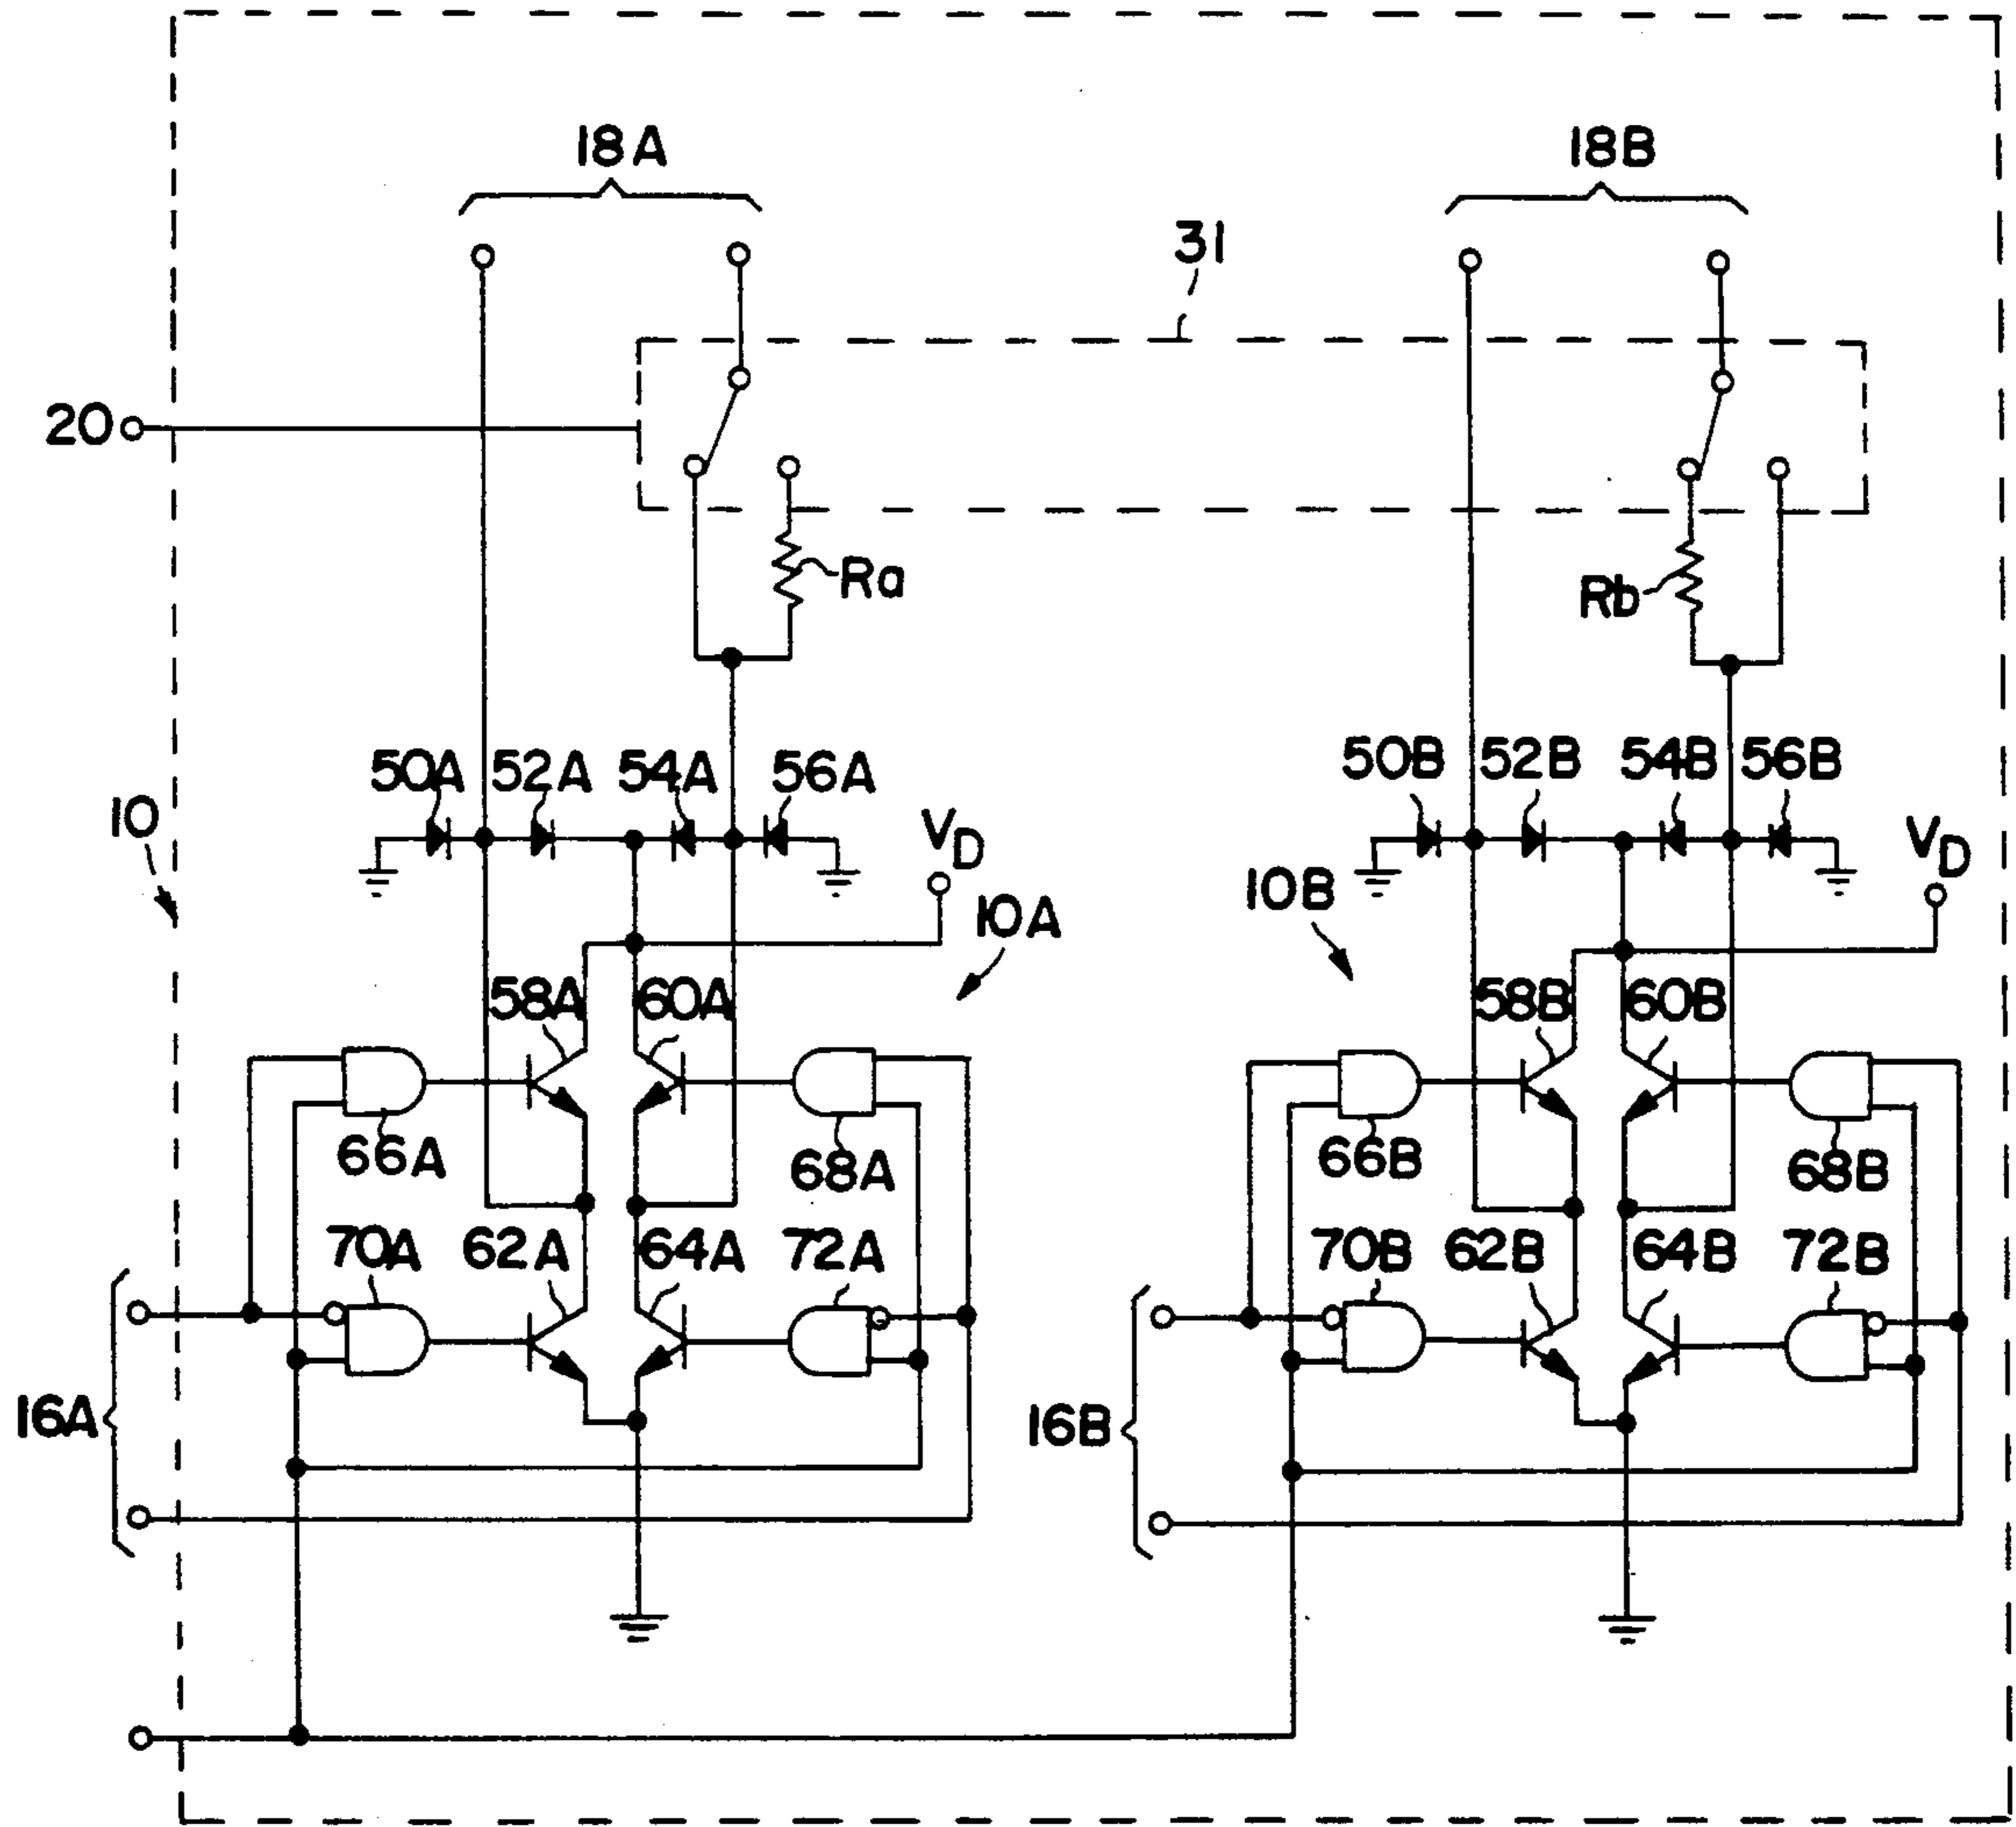 18A 18B
31
20
Ra Rb
50A 52A 54A 56A 50B 52B 54B 56B
10 VD 10A 10B VD
58A 60A 58B 60B
66A 68A 66B 68B
70A 62A 64A 72A 70B 62B 64B 72B
16A 16B